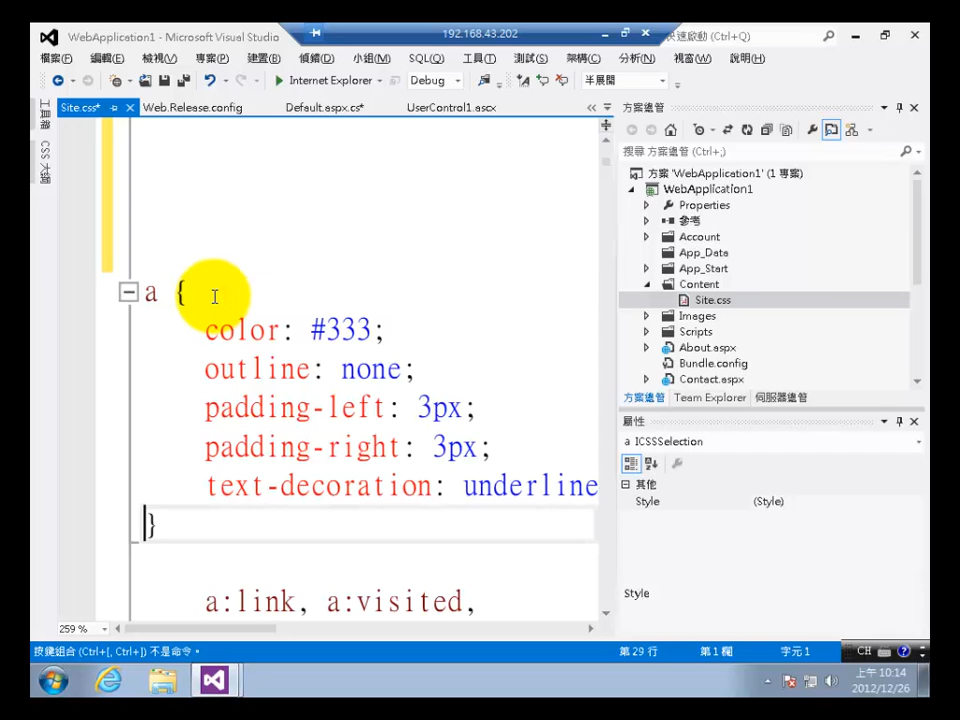 192.168.43.202
WebApplication1 - Microsoft Visual Studio
快速啟動 (Ctrl+Q)
檔案(F) 編輯(E) 檢視(V) 專案(P) 建置(B) 偵錯(D) 小組(M) SQL(Q) 工具(T) 測試(S) 架構(C) 分析(N) 視窗(W) 說明(H)
Internet Explorer Debug 半展開
Site.css* Web.Release.config Default.aspx.cs* UserControl1.ascx
工具箱
CSS 大綱
a {
color: #333;
outline: none;
padding-left: 3px;
padding-right: 3px;
text-decoration: underline
}
a:link, a:visited,
259 %
方案總管
搜尋 方案總管 (Ctrl+;)
方案 'WebApplication1' (1 專案)
WebApplication1
Properties
參考
Account
App_Data
App_Start
Content
Site.css
Images
Scripts
About.aspx
Bundle.config
Contact.aspx
方案總管 Team Explorer 伺服器總管
屬性
a ICSSSelection
其他
Style (Style)
Style
按鍵組合 (Ctrl+[, Ctrl+]) 不是命令。 第 29 行 第 1 欄 字元 1
CH
上午 10:14
2012/12/26